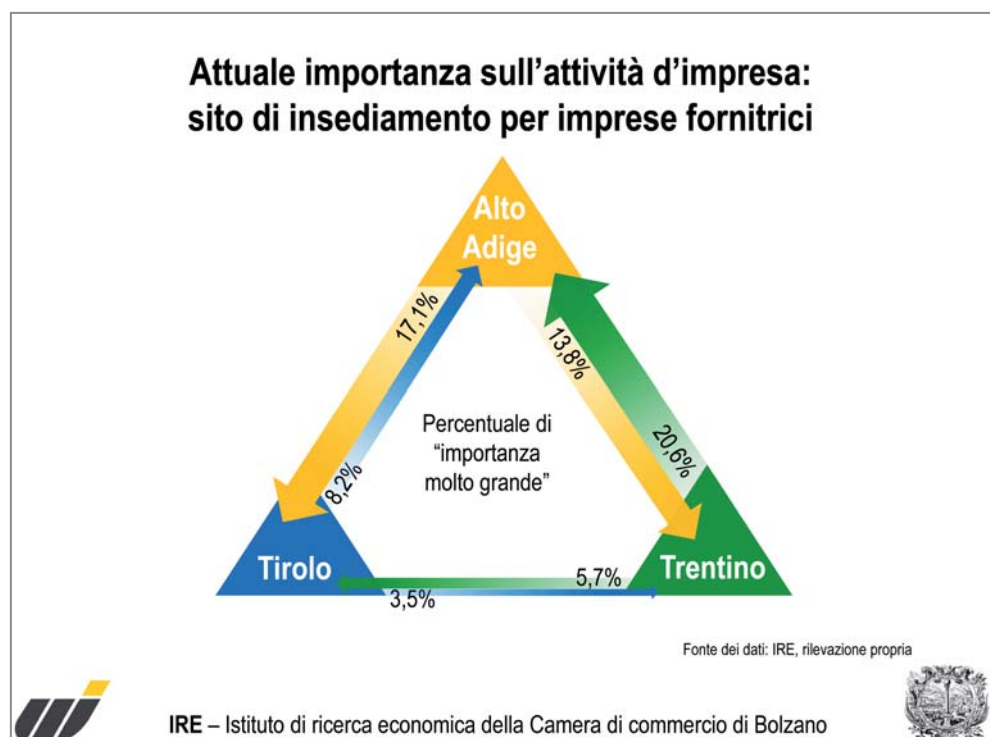 Attuale importanza sull’attività d’impresa:
sito di insediamento per imprese fornitrici
Alto
Adige
17,1%
13,8%
Percentuale di
“importanza
molto grande”
20,6%
8,2%
Tirolo
Trentino
5,7%
3,5%
Fonte dei dati: IRE, rilevazione propria
IRE – Istituto di ricerca economica della Camera di commercio di Bolzano